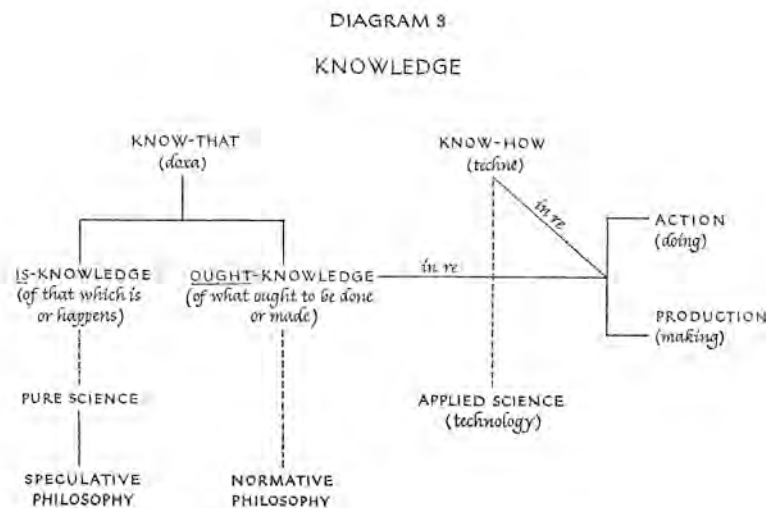 DIAGRAM 3
KNOWLEDGE
KNOW-THAT
(doxa)
KNOW-HOW
(techne)
in re
ACTION
(doing)
IS-KNOWLEDGE
(of that which is
or happens)
OUGHT-KNOWLEDGE
(of what ought to be done
or made)
in re
PRODUCTION
(making)
PURE SCIENCE
APPLIED SCIENCE
(technology)
SPECULATIVE
PHILOSOPHY
NORMATIVE
PHILOSOPHY